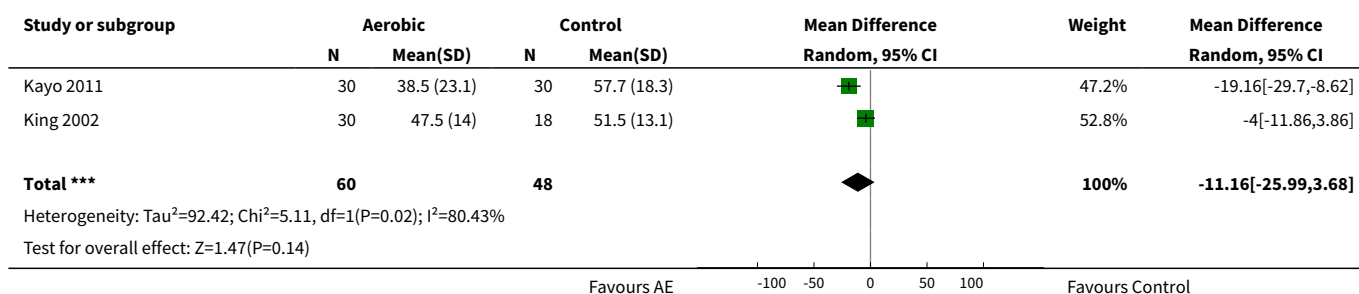 Study or subgroup Aerobic Control Mean Difference Weight Mean Difference
N Mean(SD) N Mean(SD) Random, 95% CI Random, 95% CI
Kayo 2011 30 38.5 (23.1) 30 57.7 (18.3) 47.2% -19.16[-29.7,-8.62]
King 2002 30 47.5 (14) 18 51.5 (13.1) 52.8% -4[-11.86,3.86]
Total *** 60 48 100% -11.16[-25.99,3.68]
Heterogeneity: Tau²=92.42; Chi²=5.11, df=1(P=0.02); I²=80.43%
Test for overall effect: Z=1.47(P=0.14)
Favours AE -100 -50 0 50 100 Favours Control